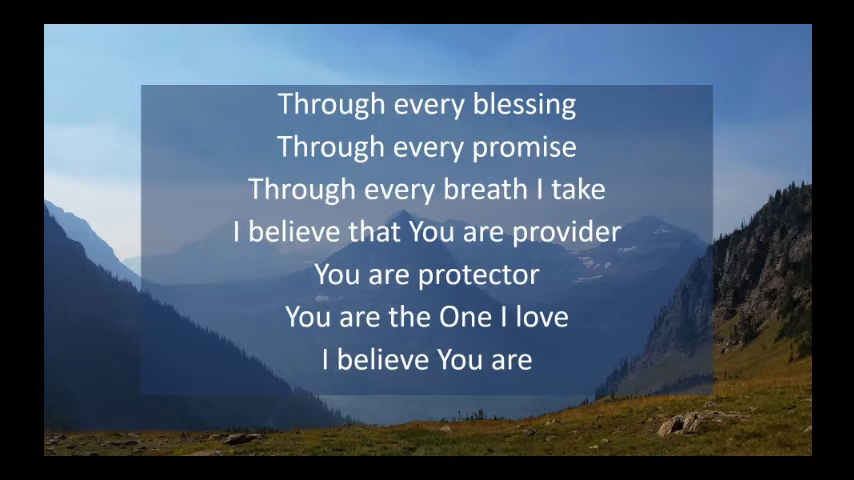 Through every blessing
Through every promise
Through every breath I take
I believe that You are provider
You are protector
You are the One I love
I believe You are